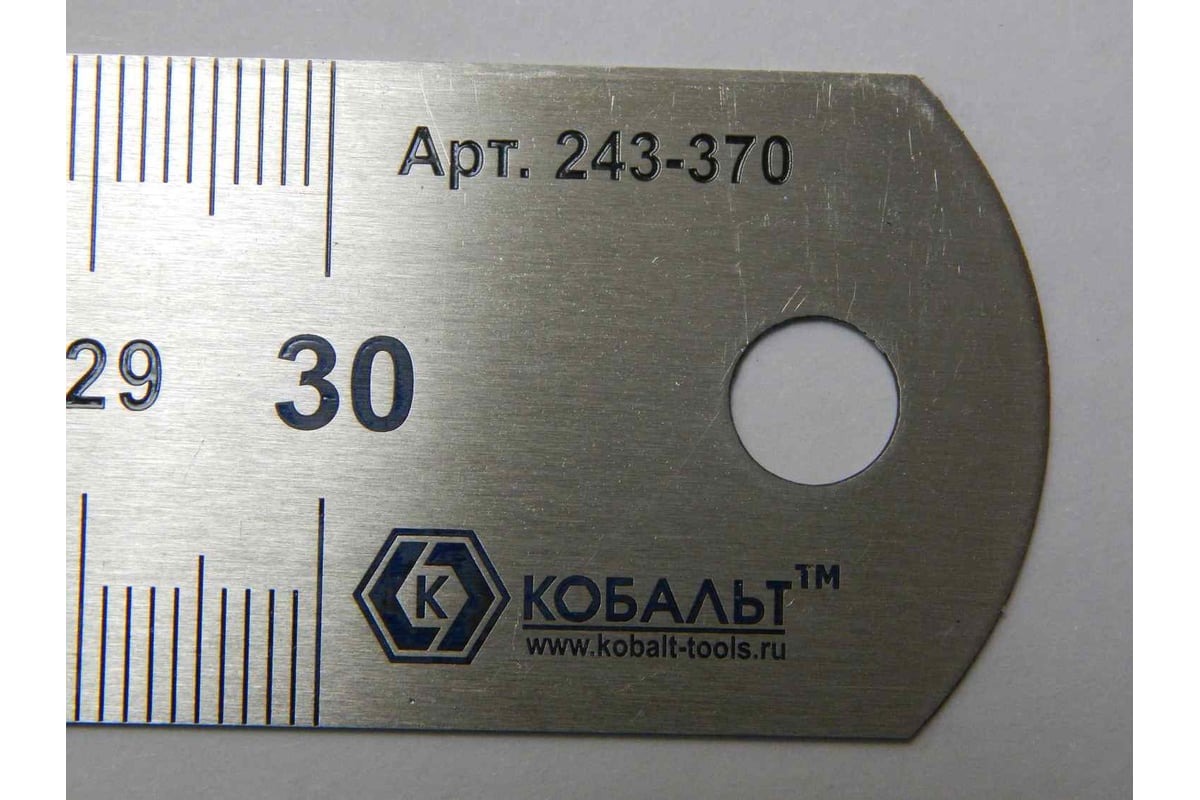 Арт. 243-370
29 30
К КОБАЛЬТ™
www.kobalt-tools.ru